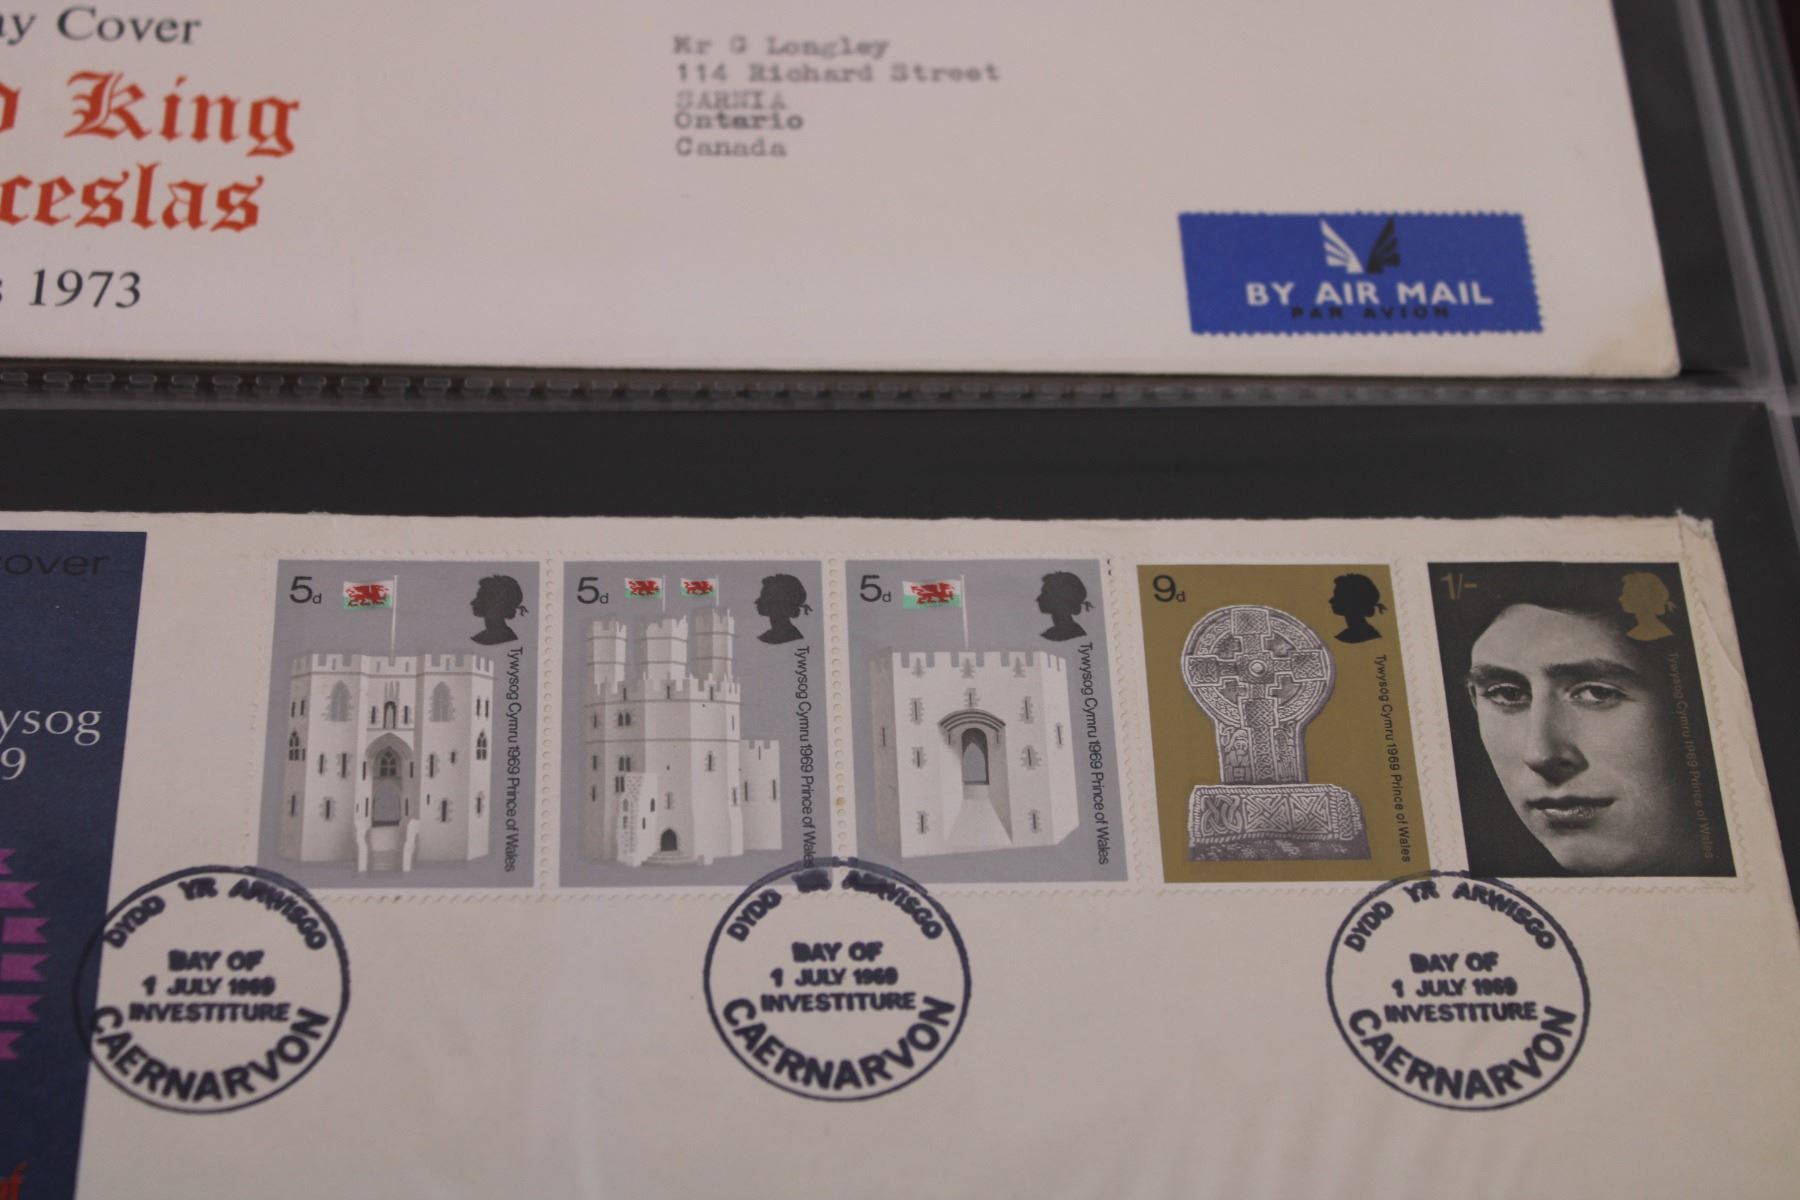 ay Cover
d King
ceslas
s 1973
Mr G Longley
114 Richard Street
SARNIA
Ontario
Canada
BY AIR MAIL
PAR AVION
over
ysog
9
of
5d
Tywysog Cymru 1969 Prince of Wales
5d
Tywysog Cymru 1969 Prince of Wales
5d
Tywysog Cymru 1969 Prince of Wales
9d
Tywysog Cymru 1969 Prince of Wales
1/-
Tywysog Cymru 1969 Prince of Wales
DYDD YR ARWISGO
DAY OF
1 JULY 1969
INVESTITURE
CAERNARVON
DYDD YR ARWISGO
DAY OF
1 JULY 1969
INVESTITURE
CAERNARVON
DYDD YR ARWISGO
DAY OF
1 JULY 1969
INVESTITURE
CAERNARVON